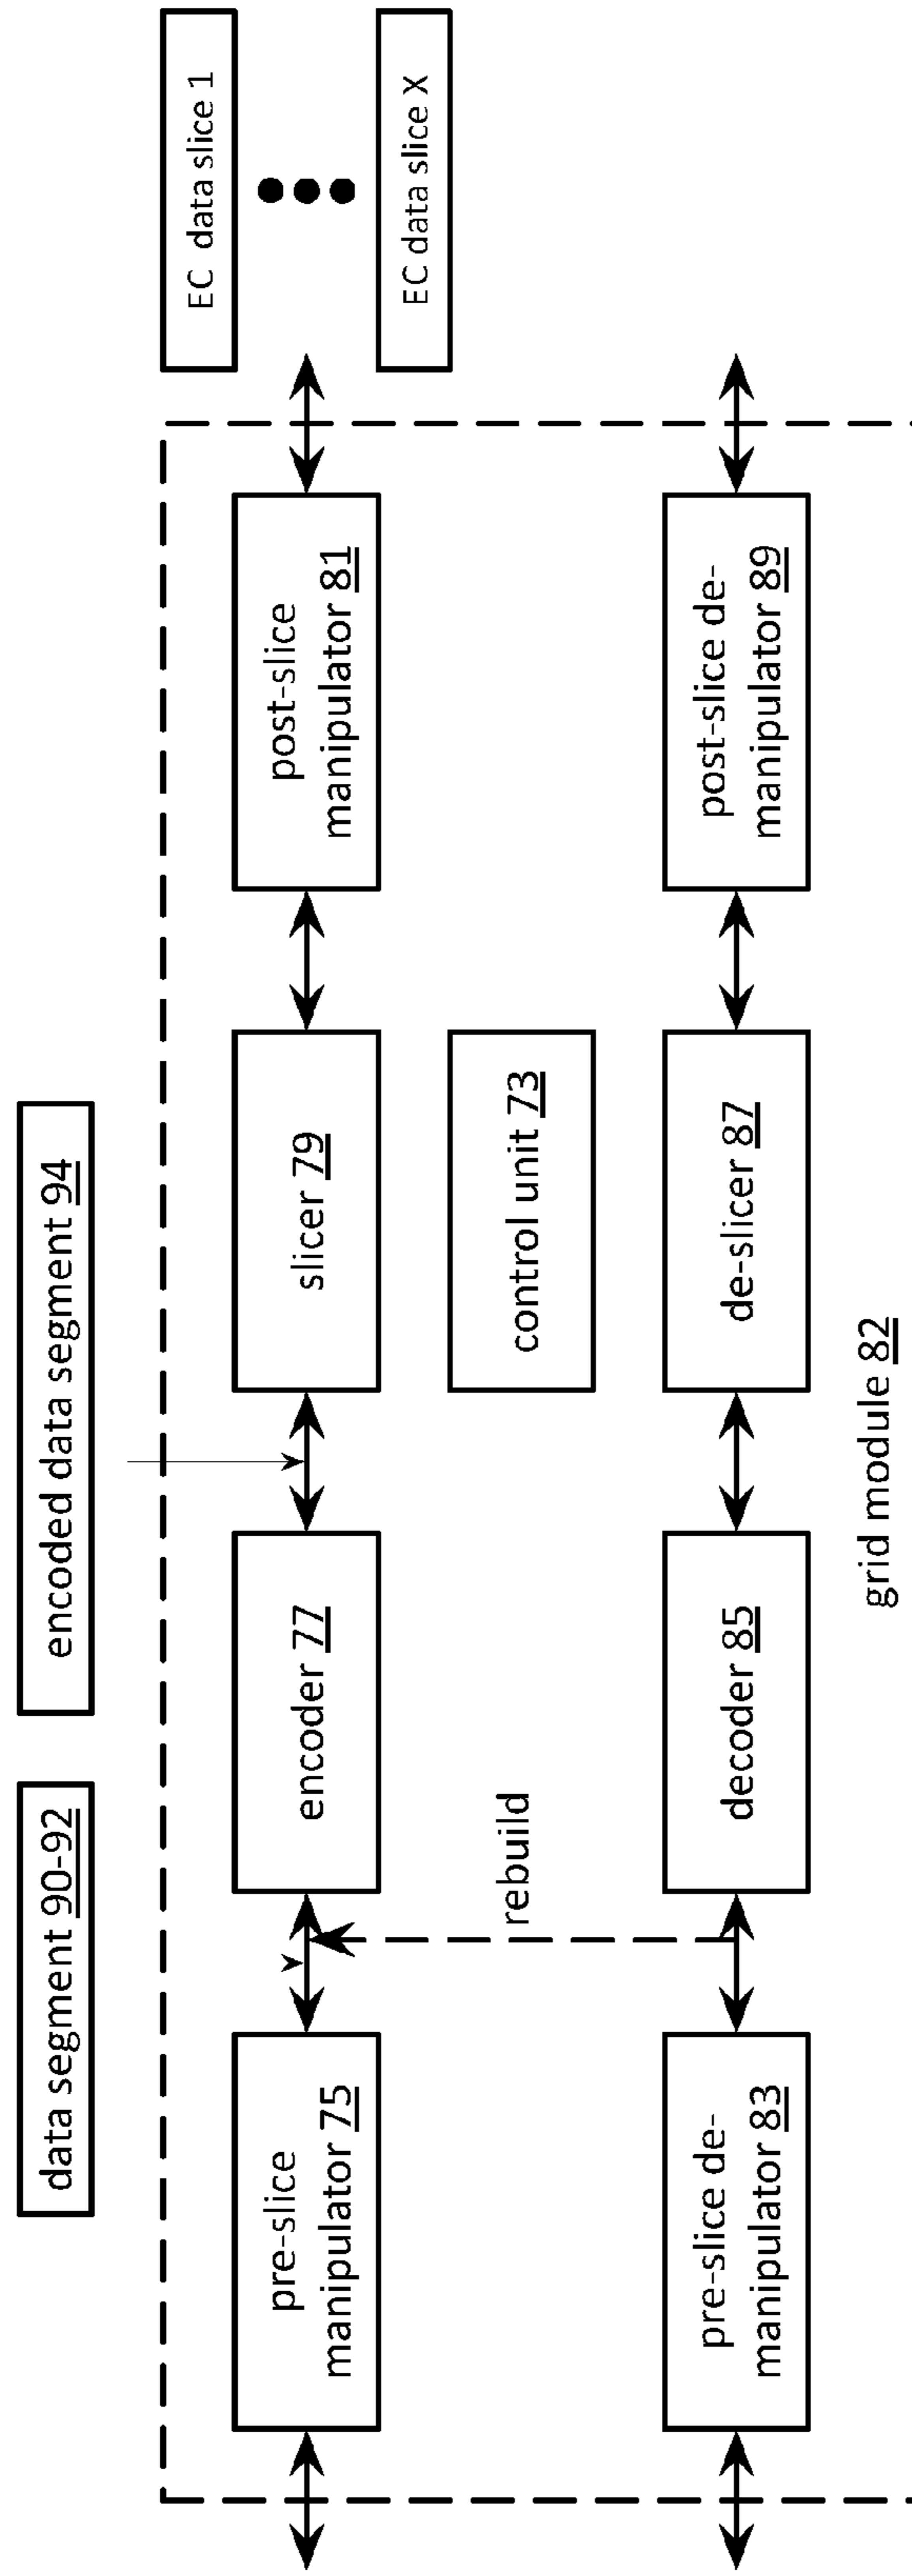 data segment 90-92
encoded data segment 94
EC data slice 1
EC data slice X
pre-slice
manipulator 75
encoder 77
slicer 79
post-slice
manipulator 81
rebuild
control unit 73
pre-slice de-
manipulator 83
decoder 85
de-slicer 87
post-slice de-
manipulator 89
grid module 82